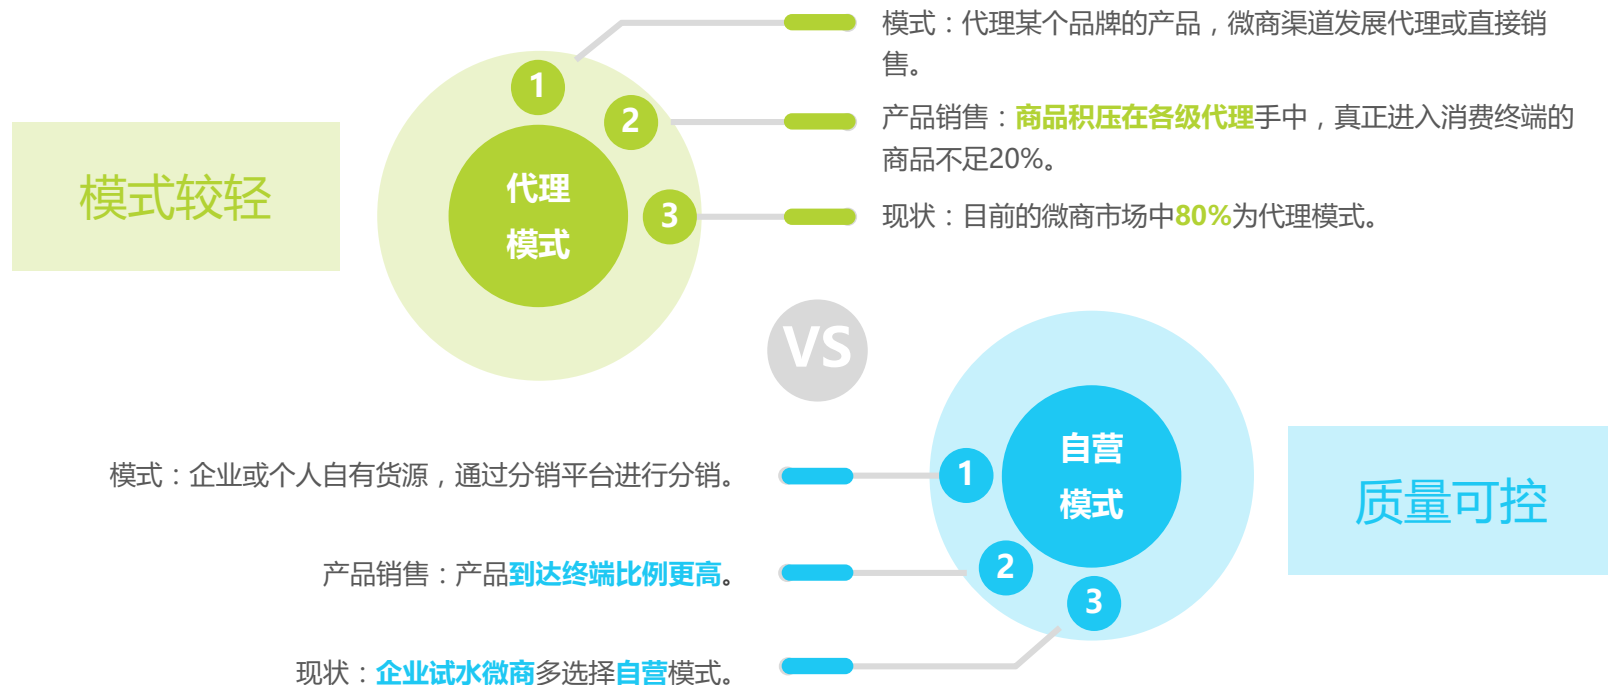 模式：代理某个品牌的产品，微商渠道发展代理或直接销
售。
1
2
产品销售：商品积压在各级代理手中，真正进入消费终端的
商品不足20%。
模式较轻
代理
模式
3
现状：目前的微商市场中80%为代理模式。
VS
自营
模式
模式：企业或个人自有货源，通过分销平台进行分销。
1
质量可控
产品销售：产品到达终端比例更高。
2
3
现状：企业试水微商多选择自营模式。